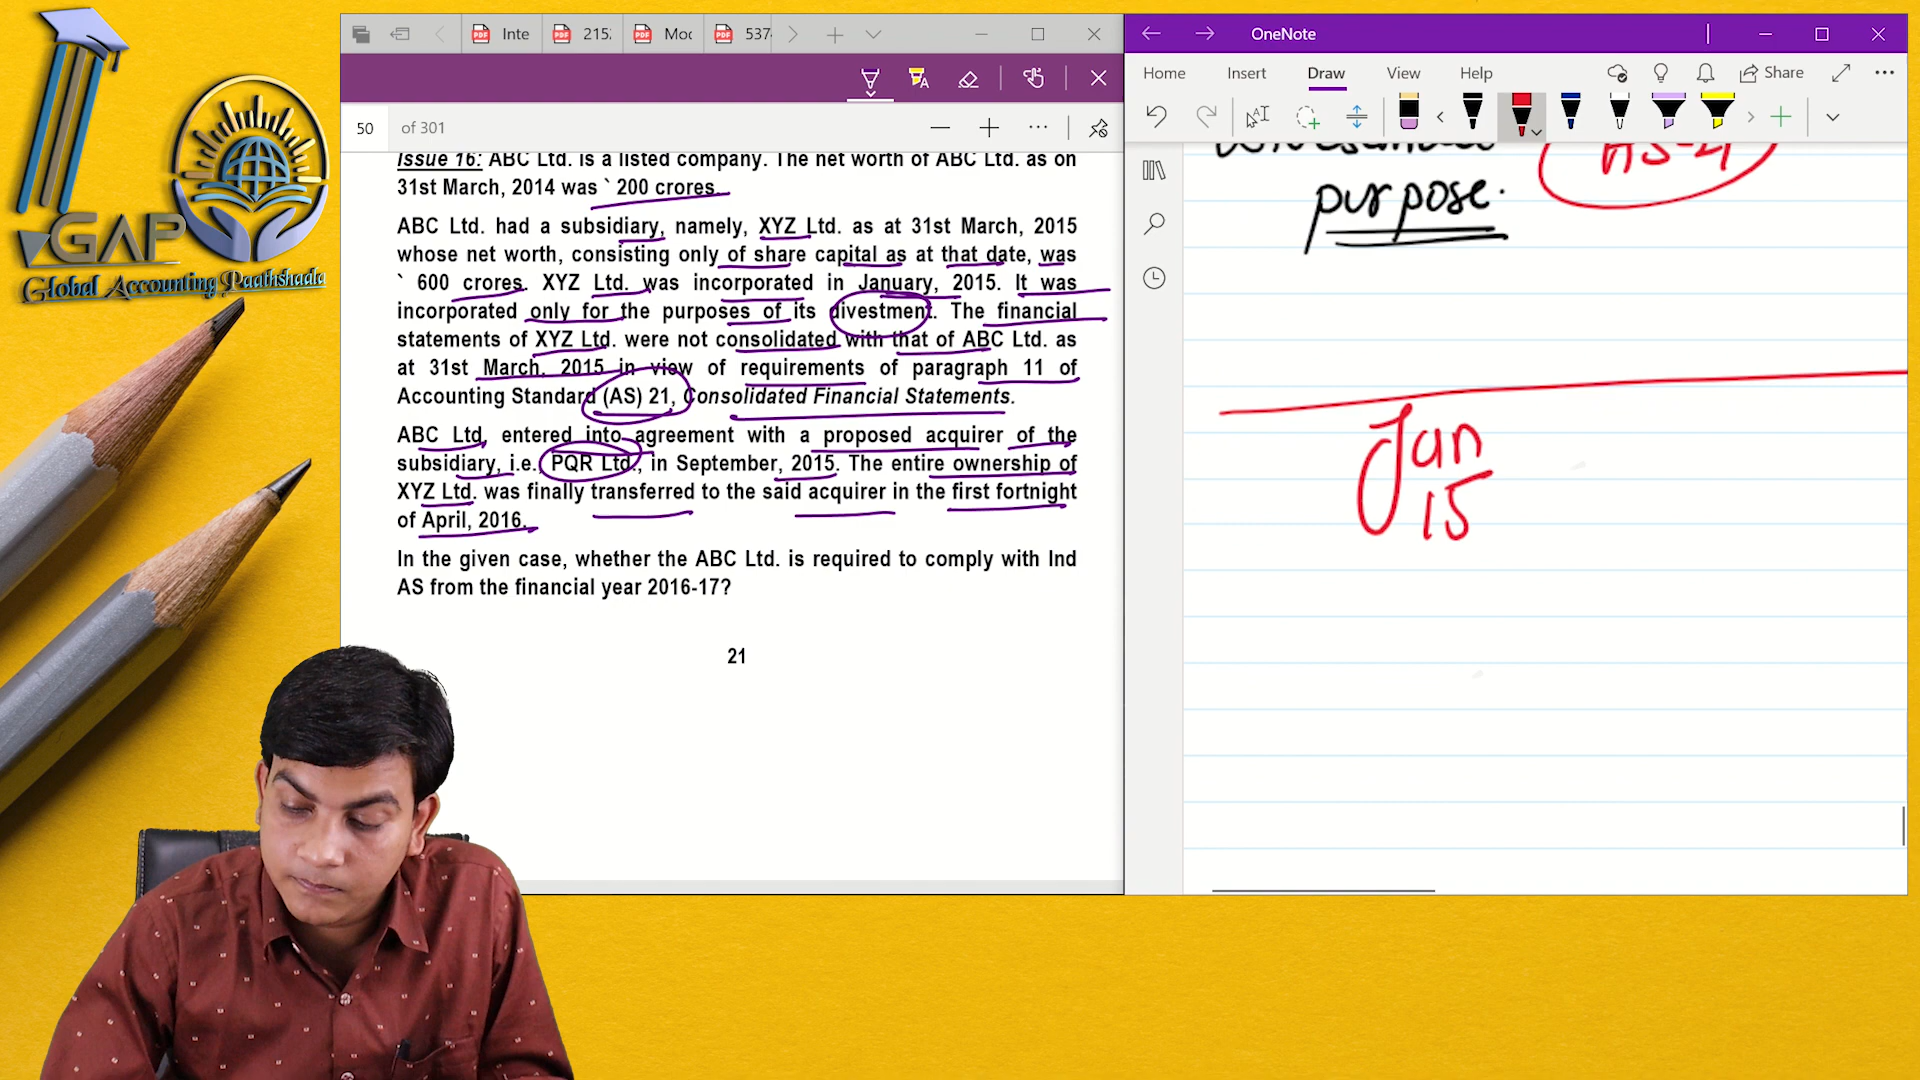 GAP
Global Accounting Paathshala
Inte
215
Moc
537
50 of 301
Issue 16: ABC Ltd. is a listed company. The net worth of ABC Ltd. as on
31st March, 2014 was ` 200 crores.
ABC Ltd. had a subsidiary, namely, XYZ Ltd. as at 31st March, 2015
whose net worth, consisting only of share capital as at that date, was
` 600 crores. XYZ Ltd. was incorporated in January, 2015. It was
incorporated only for the purposes of its divestment. The financial
statements of XYZ Ltd. were not consolidated with that of ABC Ltd. as
at 31st March, 2015 in view of requirements of paragraph 11 of
Accounting Standard (AS) 21, Consolidated Financial Statements.
ABC Ltd. entered into agreement with a proposed acquirer of the
subsidiary, i.e. PQR Ltd., in September, 2015. The entire ownership of
XYZ Ltd. was finally transferred to the said acquirer in the first fortnight
of April, 2016.
In the given case, whether the ABC Ltd. is required to comply with Ind
AS from the financial year 2016-17?
21
OneNote
Home Insert Draw View Help Share
AS-21
purpose.
Jan
15